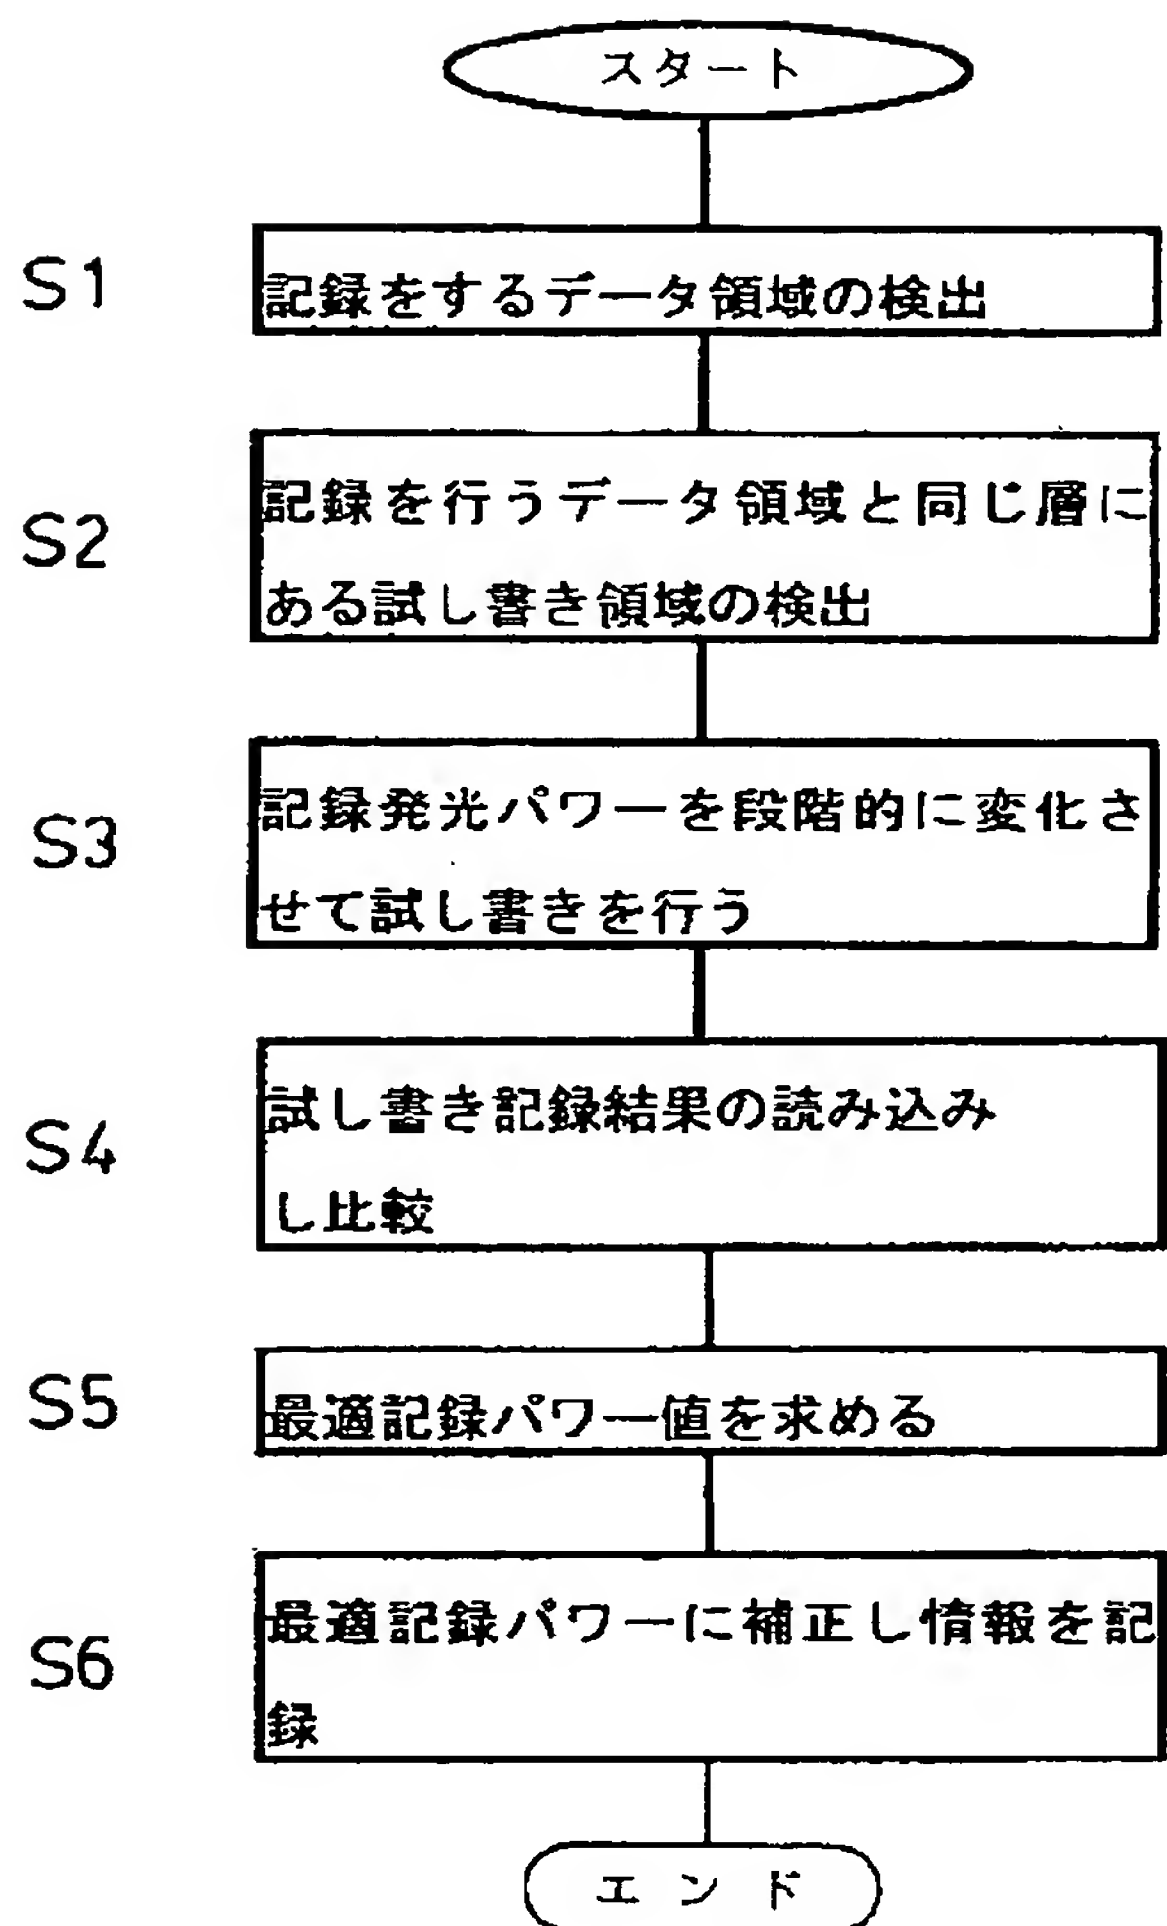 スタート
S1
記録をするデータ領域の検出
S2
記録を行うデータ領域と同じ層に
ある試し書き領域の検出
S3
記録発光パワーを段階的に変化さ
せて試し書きを行う
S4
試し書き記録結果の読み込み
し比較
S5
最適記録パワー値を求める
S6
最適記録パワーに補正し情報を記
録
エンド